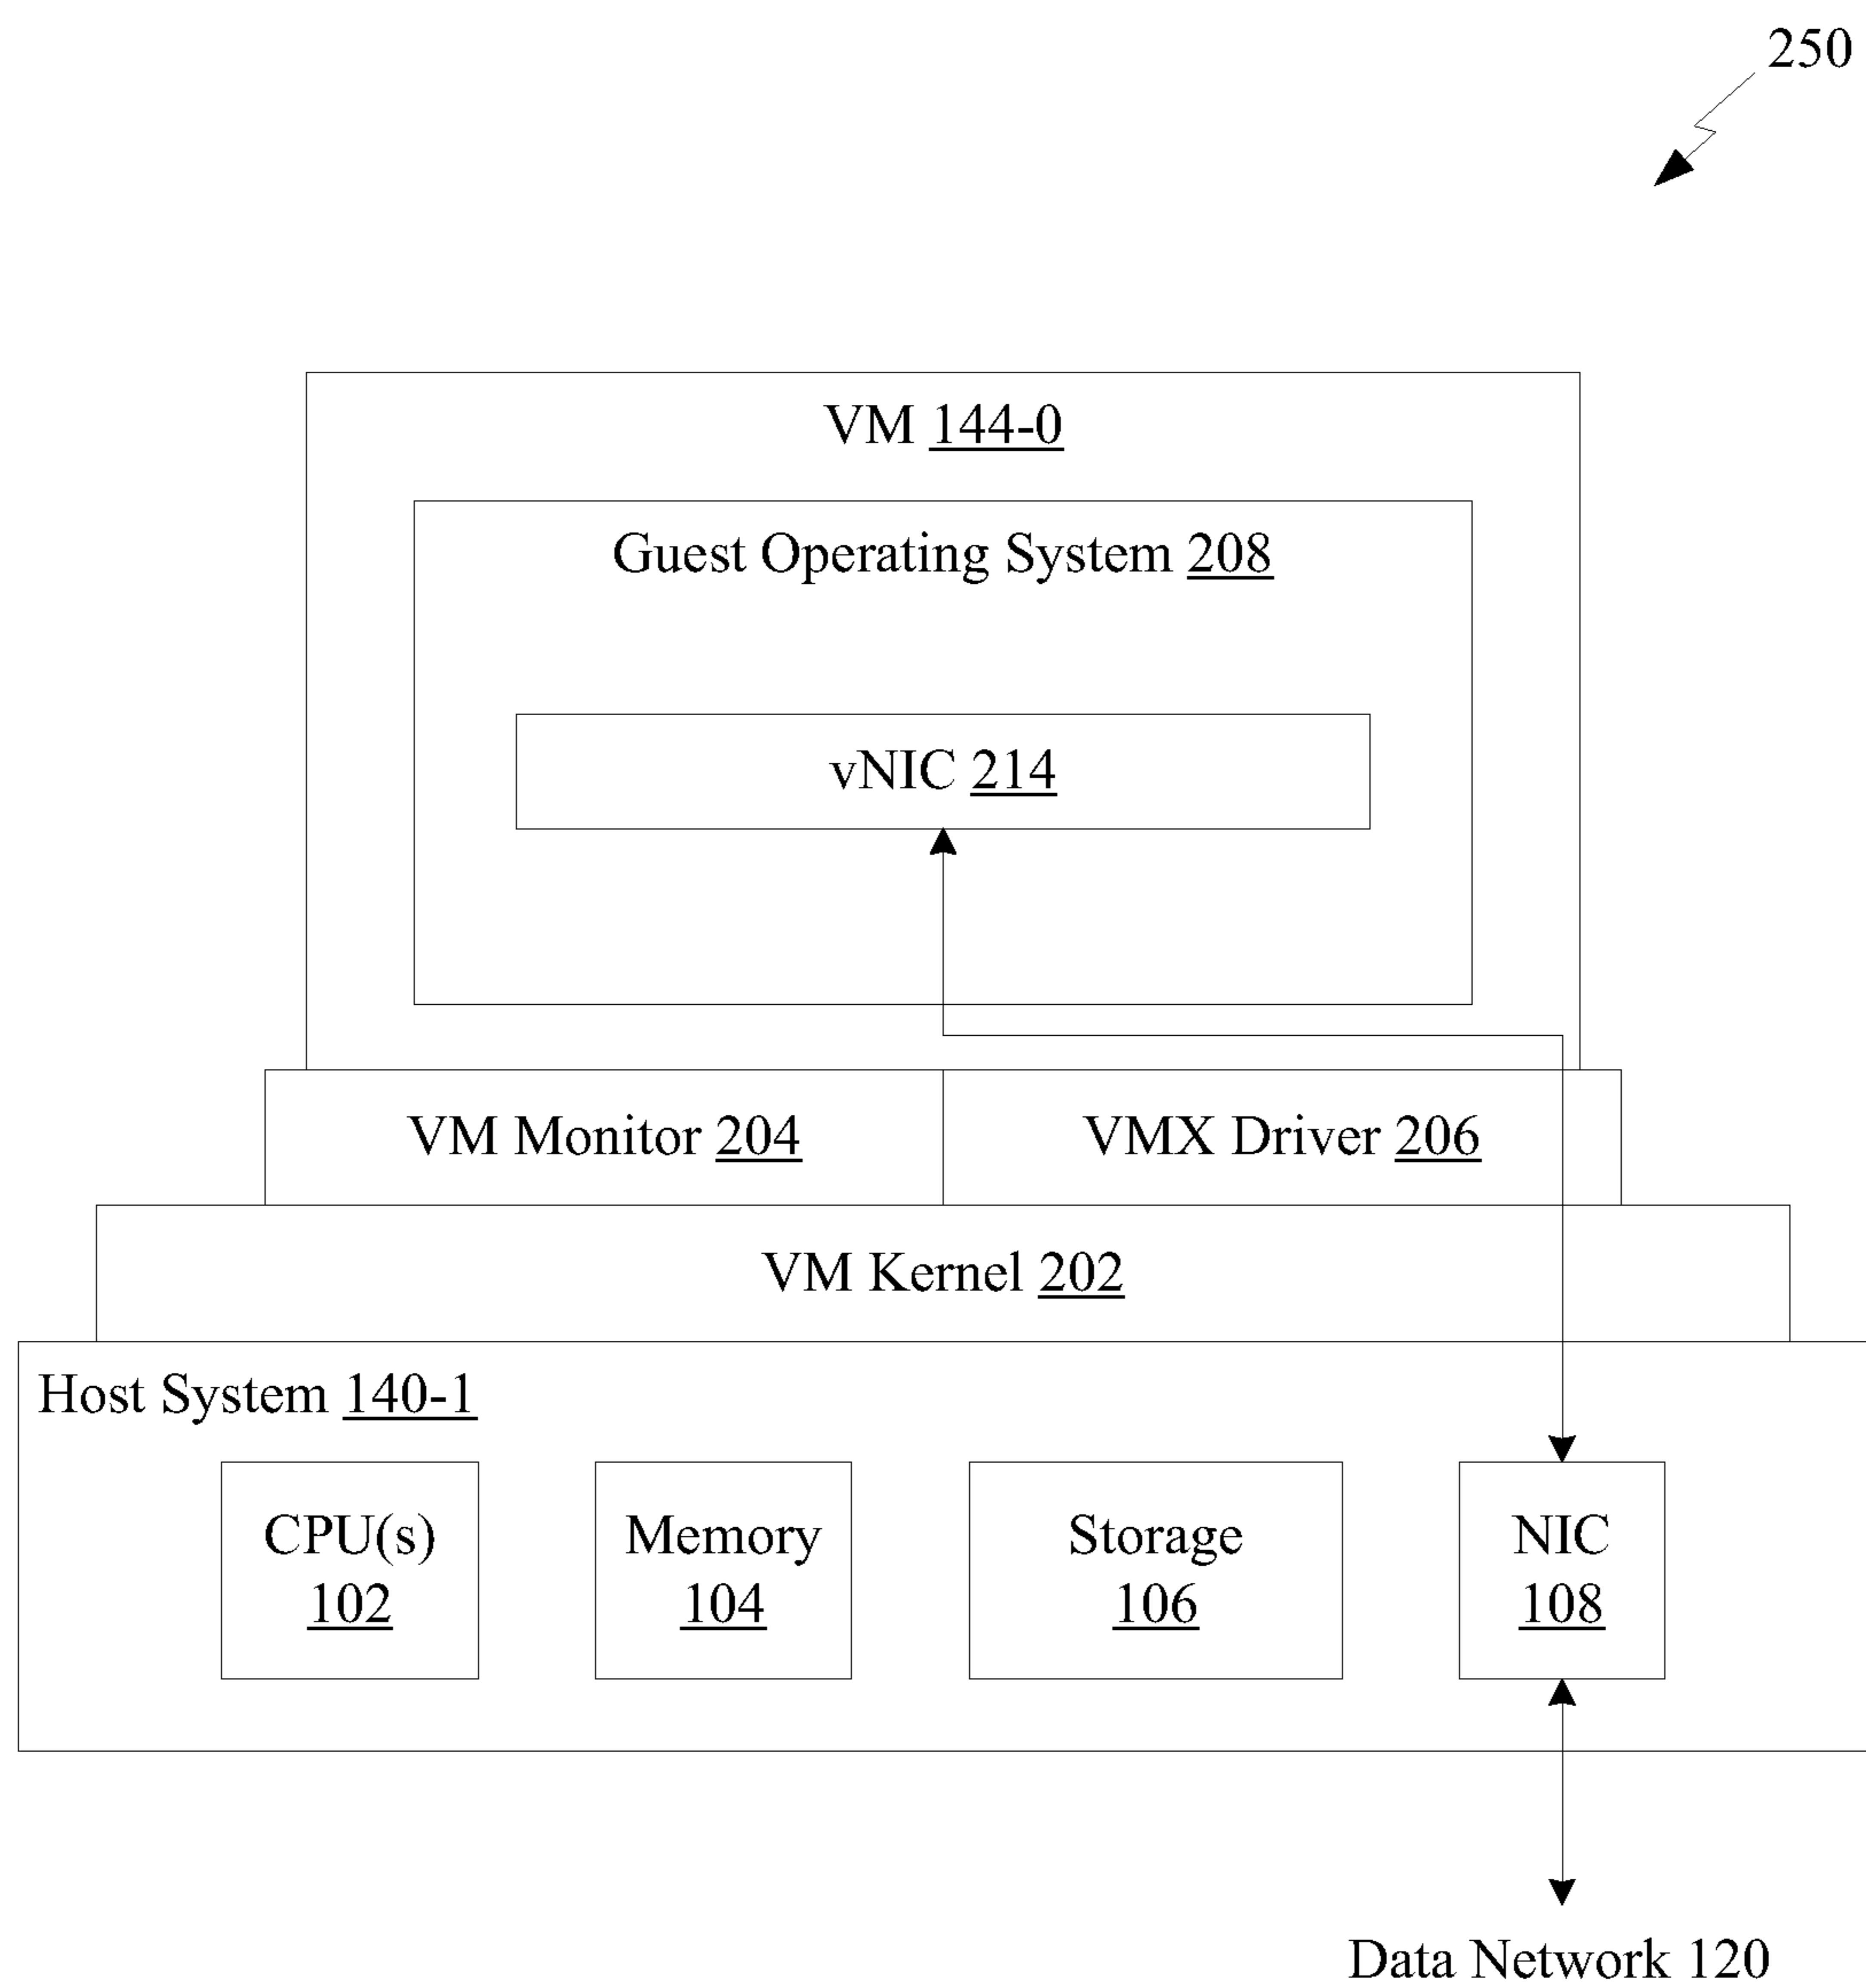 250
VM 144-0
Guest Operating System 208
vNIC 214
VM Monitor 204
VMX Driver 206
VM Kernel 202
Host System 140-1
CPU(s)
102
Memory
104
Storage
106
NIC
108
Data Network 120